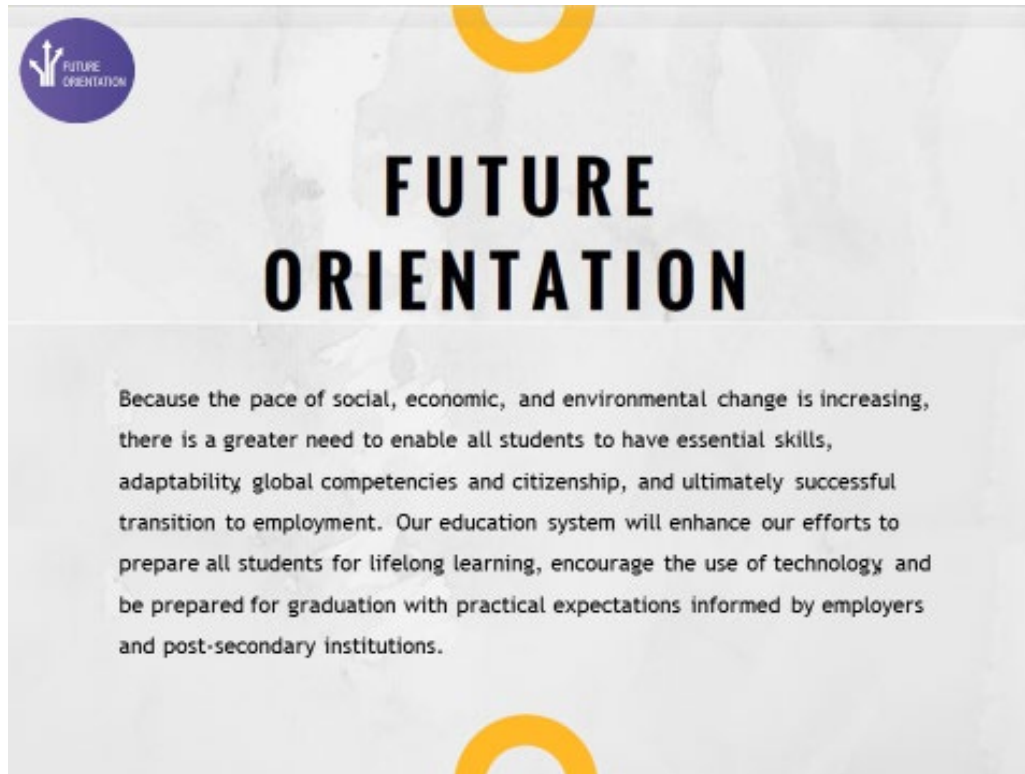 FUTURE
ORIENTATION
FUTURE
ORIENTATION
Because the pace of social, economic, and environmental change is increasing,
there is a greater need to enable all students to have essential skills,
adaptability, global competencies and citizenship, and ultimately successful
transition to employment. Our education system will enhance our efforts to
prepare all students for lifelong learning, encourage the use of technology, and
be prepared for graduation with practical expectations informed by employers
and post-secondary institutions.